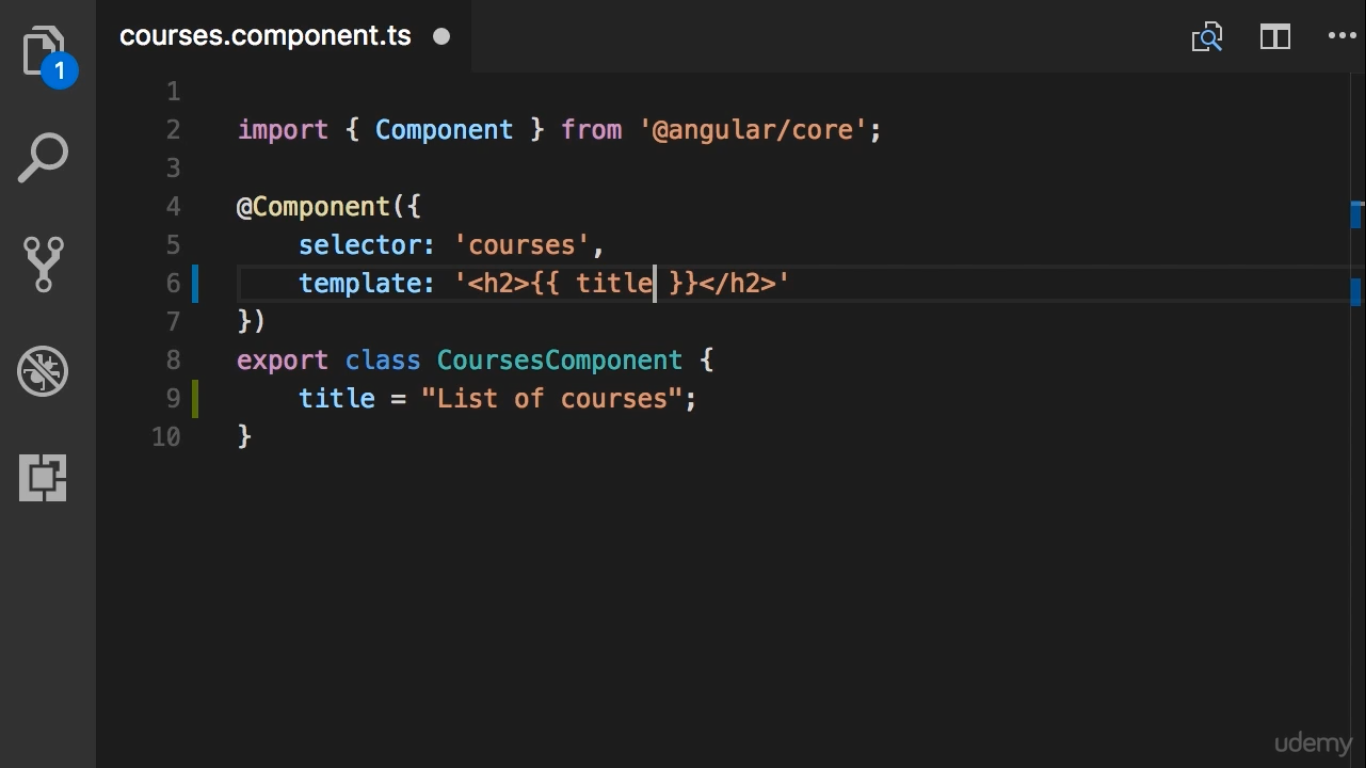 courses.component.ts
1
1
2 import { Component } from '@angular/core';
3
4 @Component({
5 selector: 'courses',
6 template: '<h2>{{ title }}</h2>'
7 })
8 export class CoursesComponent {
9 title = "List of courses";
10 }
udemy